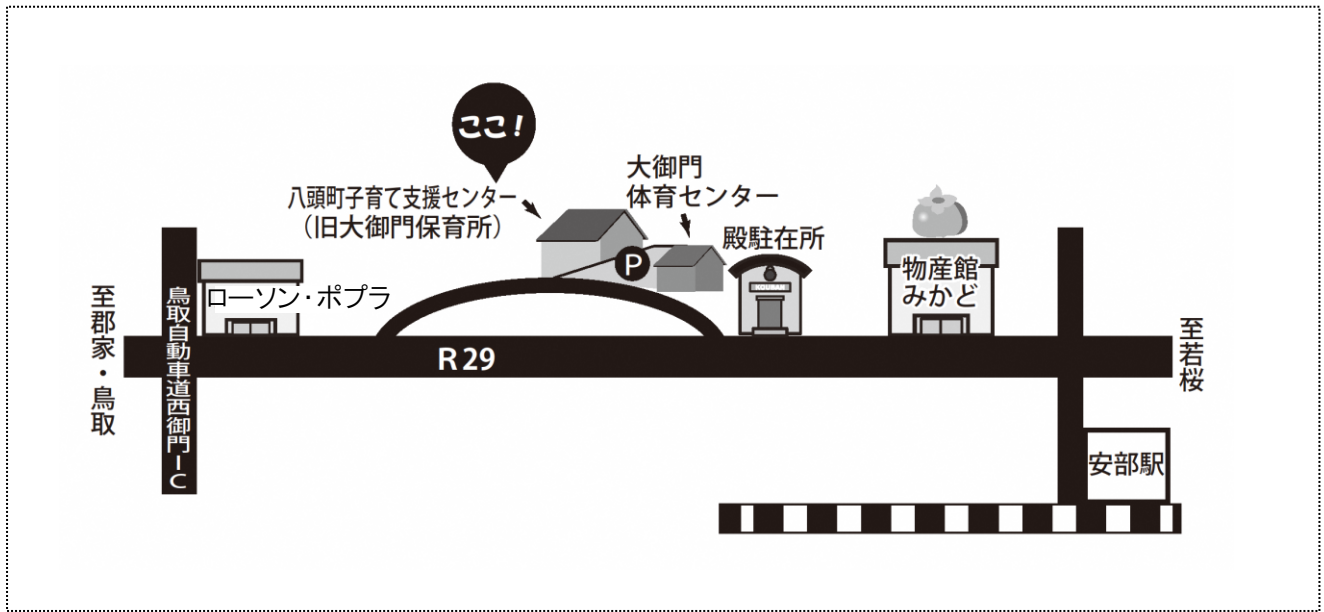 ここ!
八頭町子育て支援センター
（旧大御門保育所）
大御門
体育センター
殿駐在所
P
KOUBAN
物産館
みかど
ローソン・ポプラ
至郡家・鳥取
鳥取自動車道西御門IC
R29
至若桜
安部駅